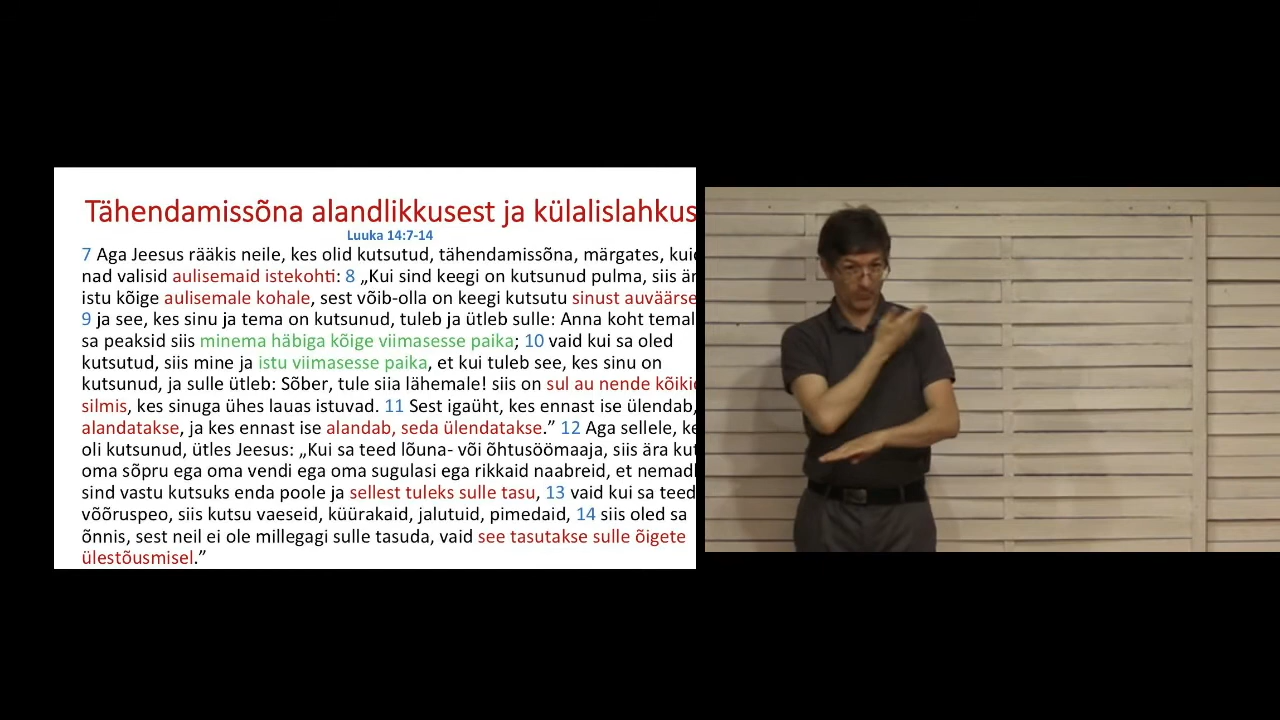 Tähendamissõna alandlikkusest ja külalislahkus
Luuka 14:7-14
7 Aga Jeesus rääkis neile, kes olid kutsutud, tähendamissõna, märgates, kuid
nad valisid aulisemaid istekohti: 8 „Kui sind keegi on kutsunud pulma, siis är
istu kõige aulisemale kohale, sest võib-olla on keegi kutsutu sinust auväärse
9 ja see, kes sinu ja tema on kutsunud, tuleb ja ütleb sulle: Anna koht temal
sa peaksid siis minema häbiga kõige viimasesse paika; 10 vaid kui sa oled
kutsutud, siis mine ja istu viimasesse paika, et kui tuleb see, kes sinu on
kutsunud, ja sulle ütleb: Sõber, tule siia lähemale! siis on sul au nende kõikid
silmis, kes sinuga ühes lauas istuvad. 11 Sest igaüht, kes ennast ise ülendab,
alandatakse, ja kes ennast ise alandab, seda ülendatakse.” 12 Aga sellele, ke
oli kutsunud, ütles Jeesus: „Kui sa teed lõuna- või õhtusöömaaja, siis ära kut
oma sõpru ega oma vendi ega oma sugulasi ega rikkaid naabreid, et nemad
sind vastu kutsuks enda poole ja sellest tuleks sulle tasu, 13 vaid kui sa teed
võõruspeo, siis kutsu vaeseid, küürakaid, jalutuid, pimedaid, 14 siis oled sa
õnnis, sest neil ei ole millegagi sulle tasuda, vaid see tasutakse sulle õigete
ülestõusmisel.”